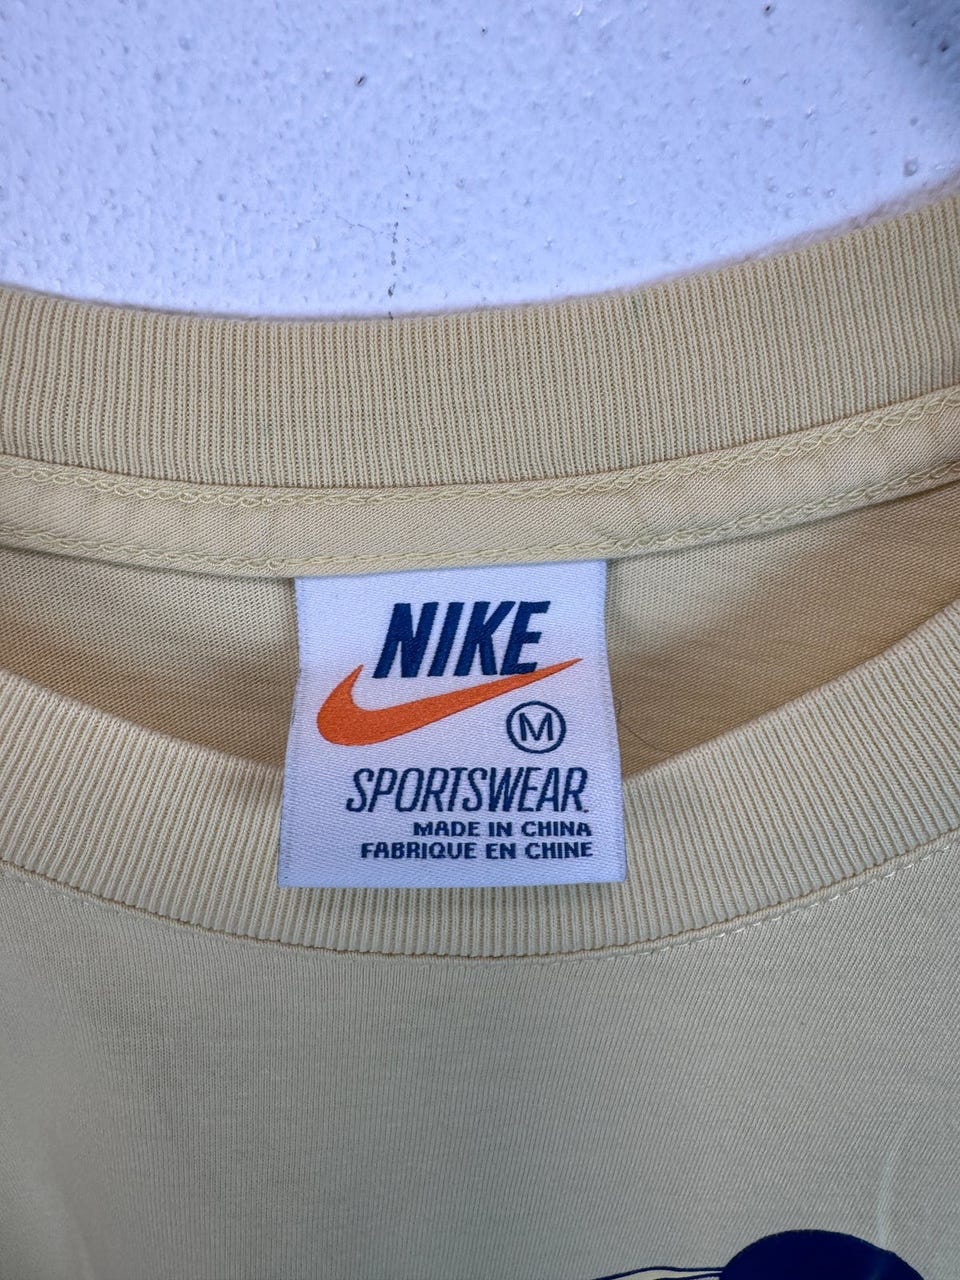 NIKE
M
SPORTSWEAR
MADE IN CHINA
FABRIQUE EN CHINE